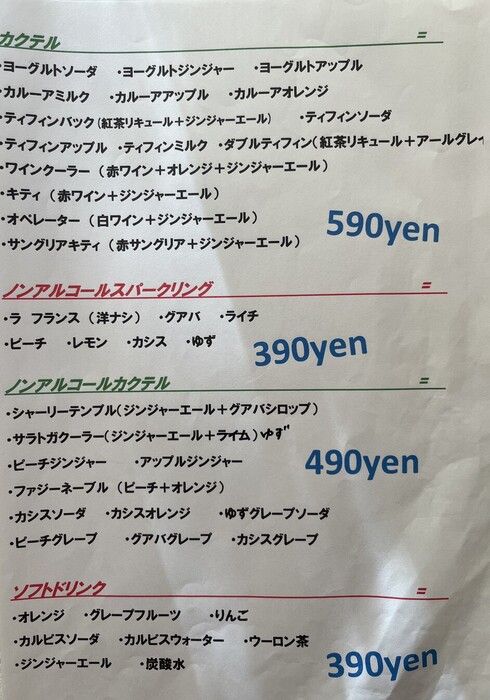 カクテル =
・ヨーグルトソーダ ・ヨーグルトジンジャー ・ヨーグルトアップル
・カルーアミルク ・カルーアアップル ・カルーアオレンジ
・ティフィンバック(紅茶リキュール+ジンジャーエール) ・ティフィンソーダ
・ティフィンアップル ・ティフィンミルク ・ダブルティフィン(紅茶リキュール+アールグレイ
・ワインクーラー (赤ワイン+オレンジ+ジンジャーエール)
・キティ (赤ワイン+ジンジャーエール)
・オペレーター (白ワイン+ジンジャーエール)
・サングリアキティ (赤サングリア+ジンジャーエール)
590yen
ノンアルコールスパークリング =
・ラ フランス (洋ナシ) ・グアバ ・ライチ
・ピーチ ・レモン ・カシス ・ゆず
390yen
ノンアルコールカクテル =
・シャーリーテンプル(ジンジャーエール+グアバシロップ)
・サラトガクーラー(ジンジャーエール+ライム)ゆず
・ピーチジンジャー ・アップルジンジャー
490yen
・ファジーネーブル (ピーチ+オレンジ)
・カシスソーダ ・カシスオレンジ ・ゆずグレープソーダ
・ピーチグレープ ・グアバグレープ ・カシスグレープ
ソフトドリンク =
・オレンジ ・グレープフルーツ ・りんご
・カルピスソーダ ・カルピスウォーター ・ウーロン茶
・ジンジャーエール ・炭酸水
390yen